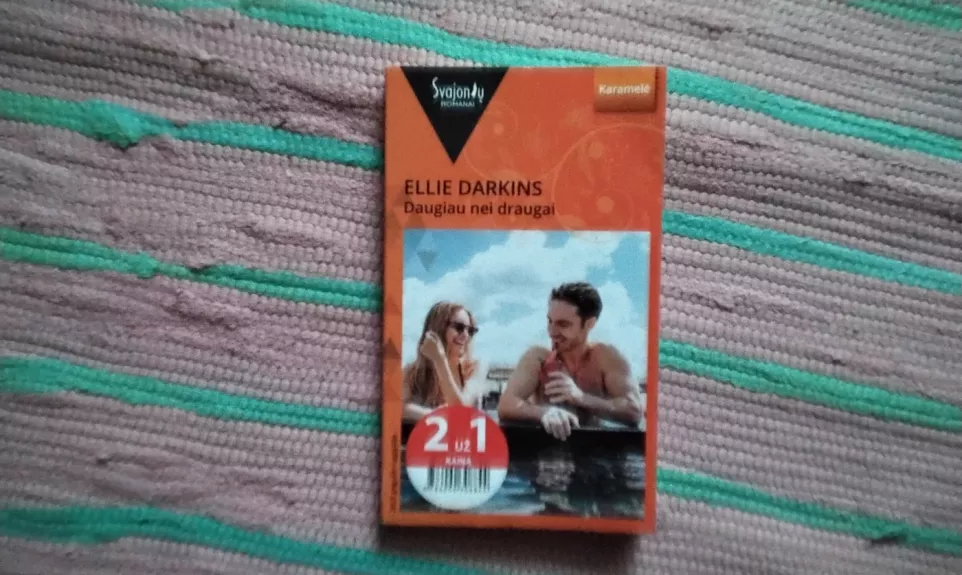 Svajonių
ROMANAI
Karamelė
ELLIE DARKINS
Daugiau nei draugai
2 UŽ 1
KAINĄ